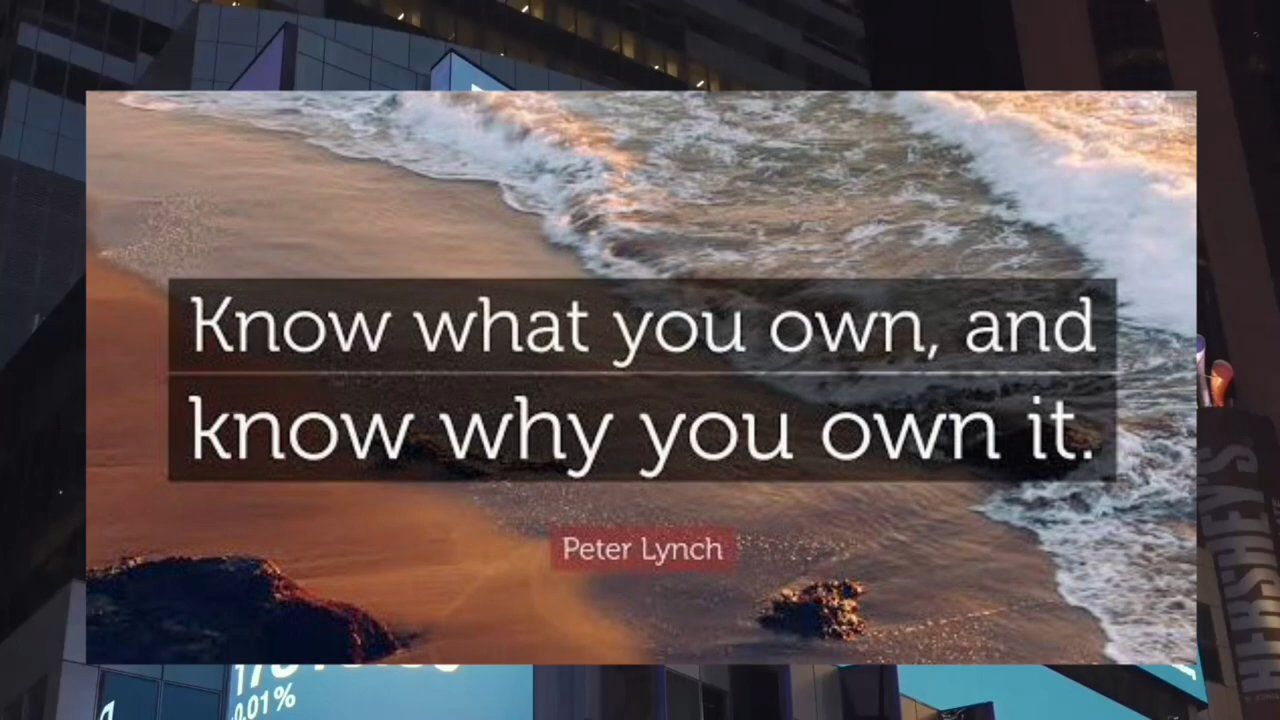 Know what you own, and
know why you own it.
Peter Lynch
HERSHEY'S
0.01%